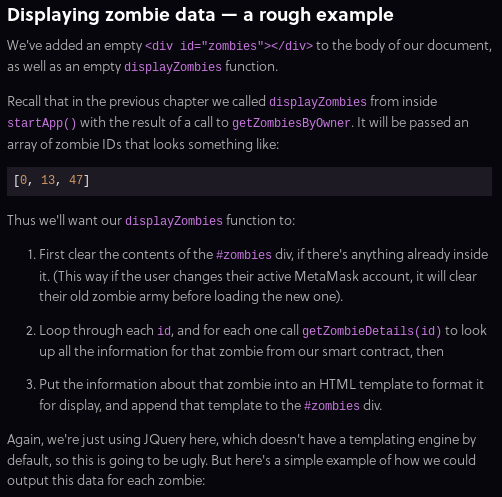 Displaying zombie data — a rough example
We've added an empty <div id="zombies"></div> to the body of our document,
as well as an empty displayZombies function.
Recall that in the previous chapter we called displayZombies from inside
startApp() with the result of a call to getZombiesByOwner. It will be passed an
array of zombie IDs that looks something like:
[0, 13, 47]
Thus we'll want our displayZombies function to:
1. First clear the contents of the #zombies div, if there's anything already inside
it. (This way if the user changes their active MetaMask account, it will clear
their old zombie army before loading the new one).
2. Loop through each id, and for each one call getZombieDetails(id) to look
up all the information for that zombie from our smart contract, then
3. Put the information about that zombie into an HTML template to format it
for display, and append that template to the #zombies div.
Again, we're just using JQuery here, which doesn't have a templating engine by
default, so this is going to be ugly. But here's a simple example of how we could
output this data for each zombie: